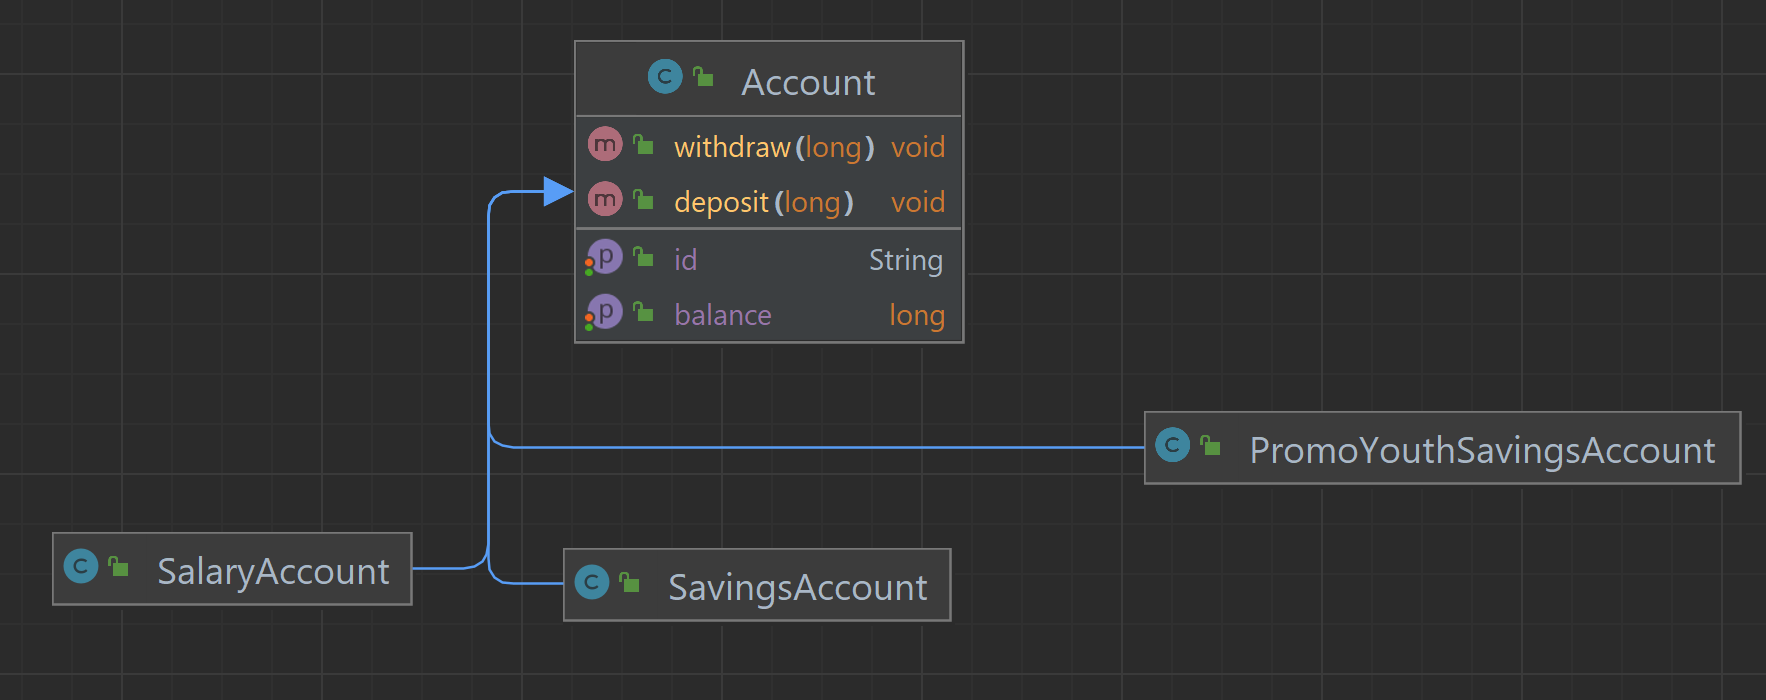 C Account
m withdraw(long) void
m deposit(long) void
p id String
p balance long
C PromoYouthSavingsAccount
C SalaryAccount
C SavingsAccount